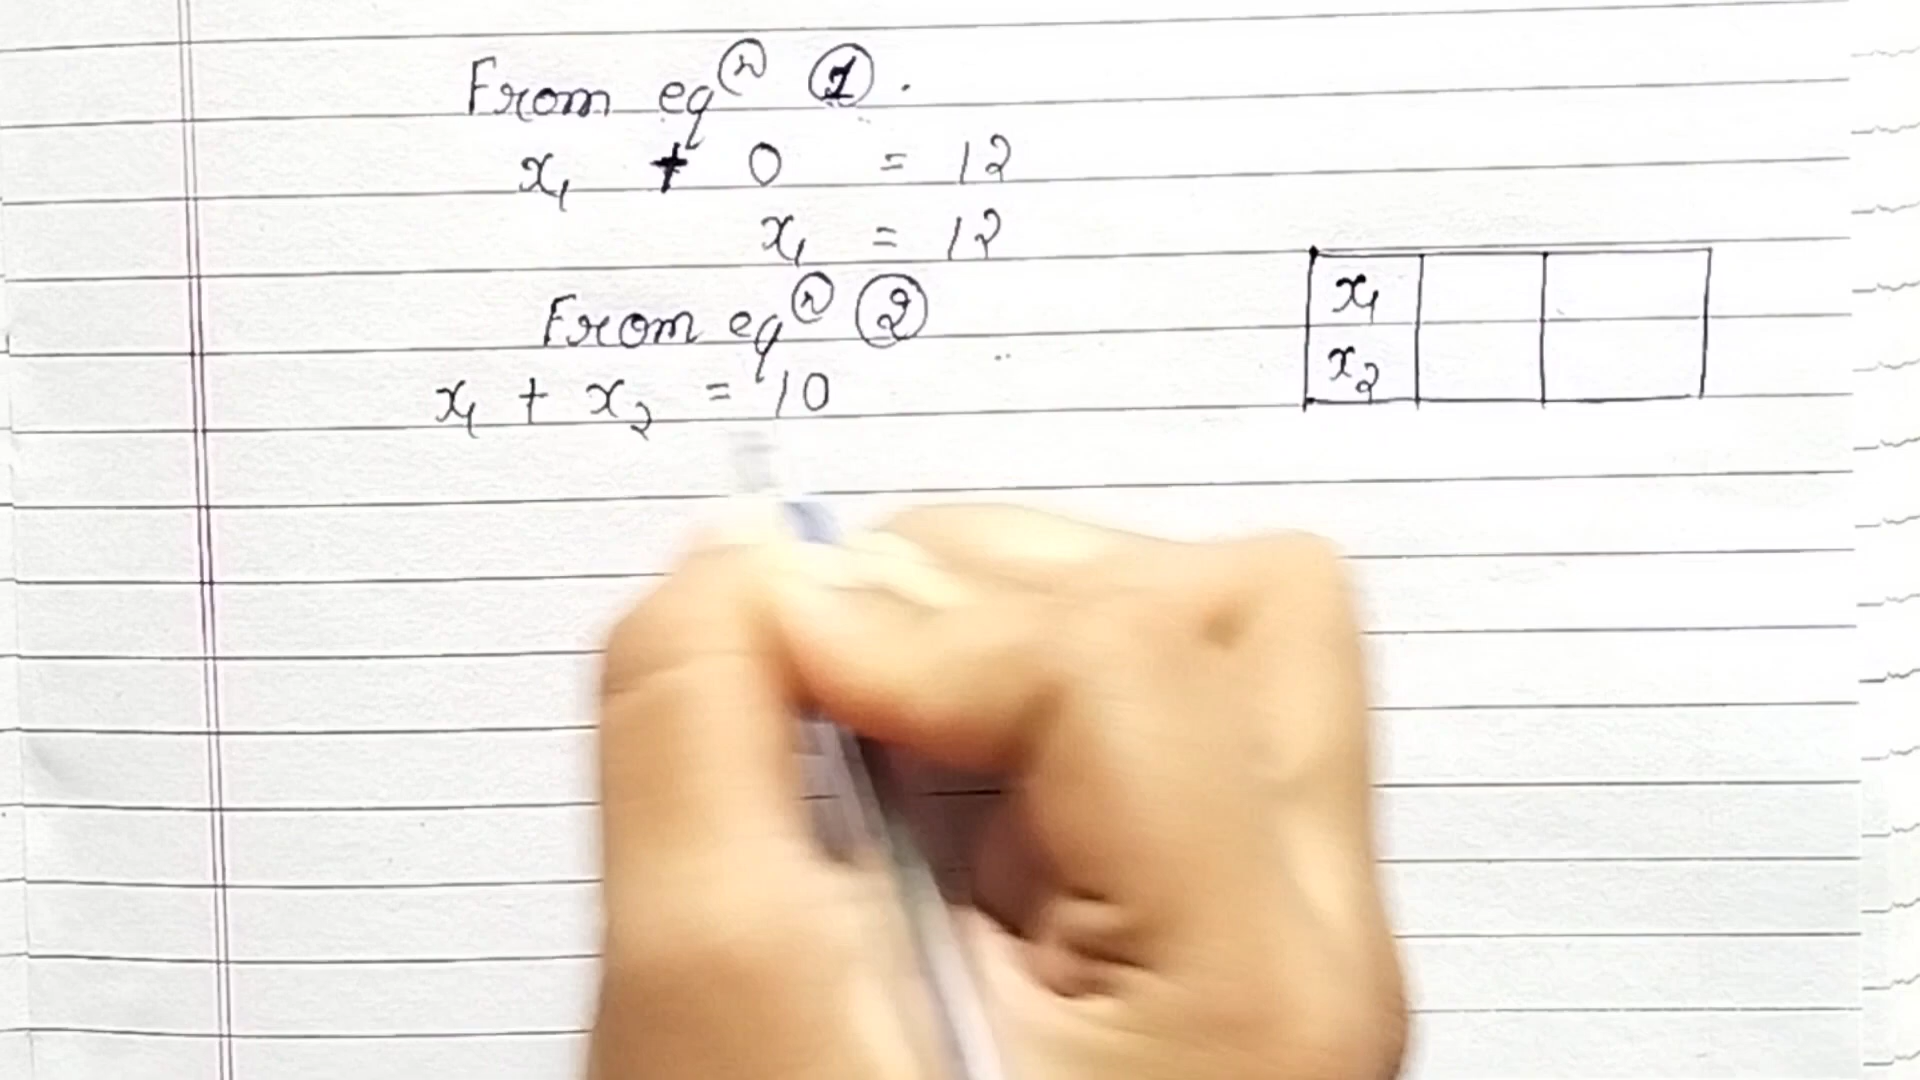 From eqⁿ ①.
x₁ + 0 = 12
x₁ = 12
From eqⁿ ②
x₁ + x₂ = 10
x₁
x₂